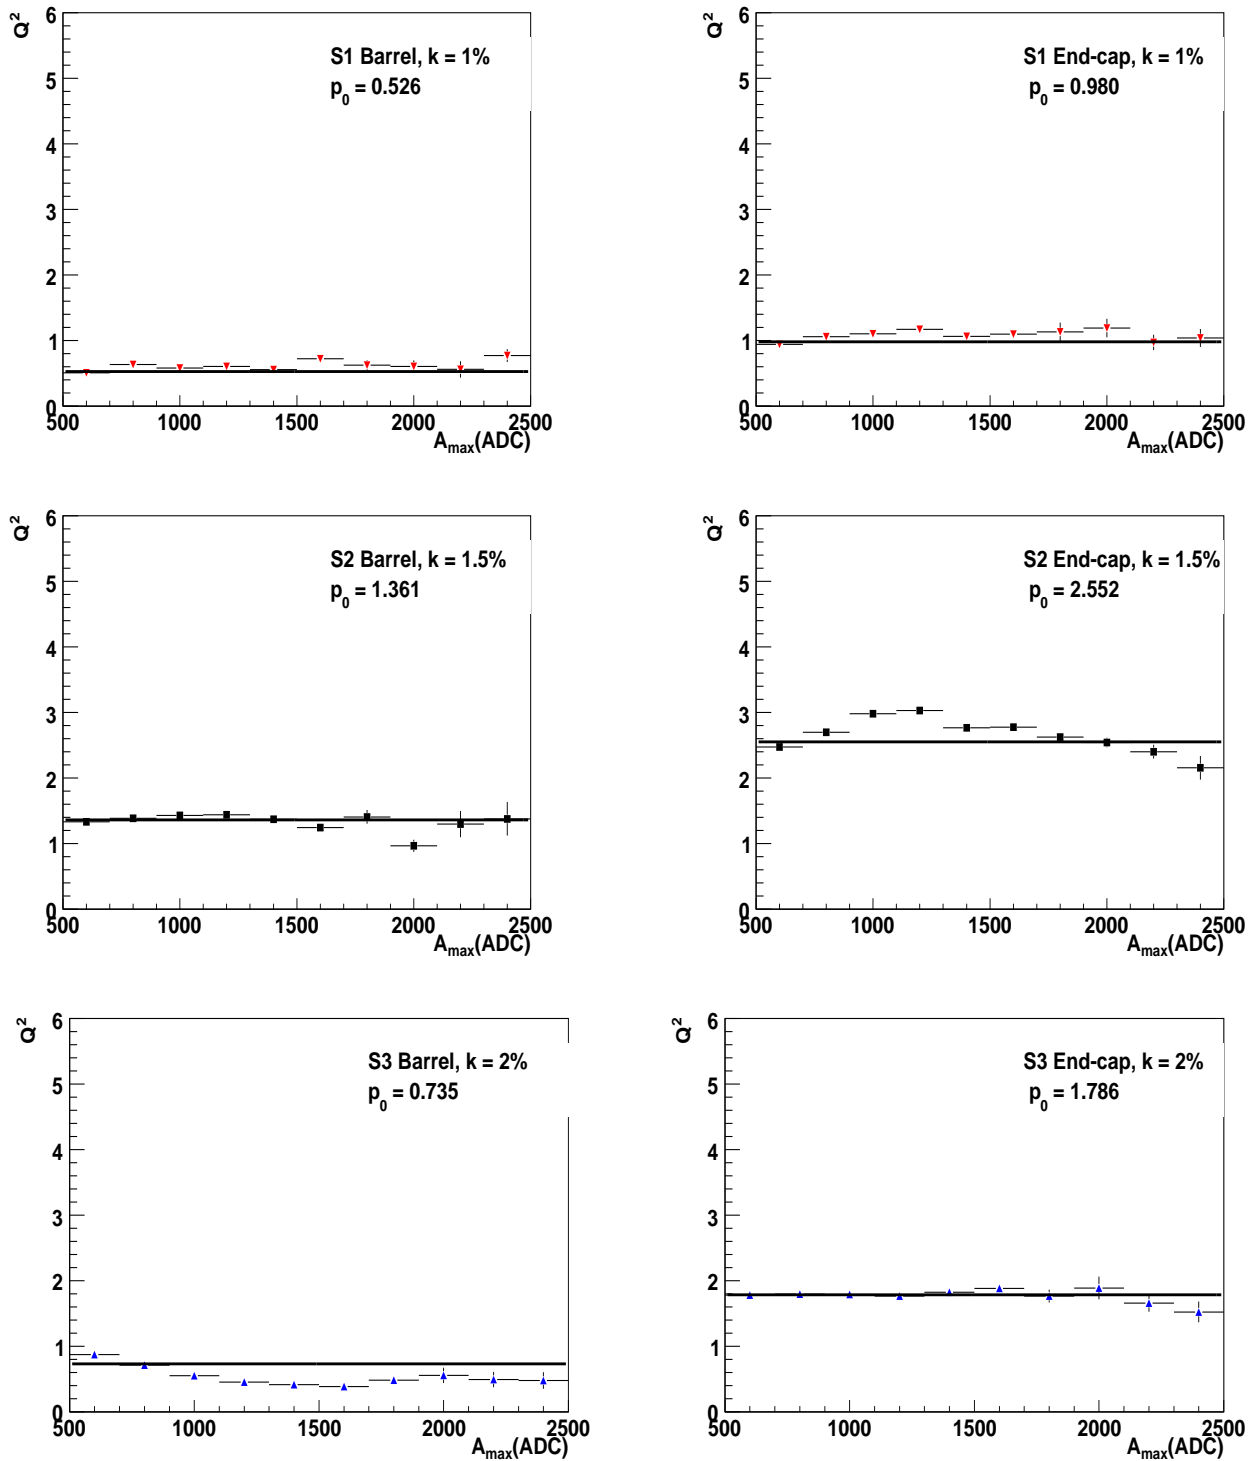 Q²
6
5
4
3
2
1
0
S1 Barrel, k = 1%
p₀ = 0.526
500 1000 1500 2000 2500
Aₘₐₓ(ADC)
Q²
6
5
4
3
2
1
0
S1 End-cap, k = 1%
p₀ = 0.980
500 1000 1500 2000 2500
Aₘₐₓ(ADC)
Q²
6
5
4
3
2
1
0
S2 Barrel, k = 1.5%
p₀ = 1.361
500 1000 1500 2000 2500
Aₘₐₓ(ADC)
Q²
6
5
4
3
2
1
0
S2 End-cap, k = 1.5%
p₀ = 2.552
500 1000 1500 2000 2500
Aₘₐₓ(ADC)
Q²
6
5
4
3
2
1
0
S3 Barrel, k = 2%
p₀ = 0.735
500 1000 1500 2000 2500
Aₘₐₓ(ADC)
Q²
6
5
4
3
2
1
0
S3 End-cap, k = 2%
p₀ = 1.786
500 1000 1500 2000 2500
Aₘₐₓ(ADC)